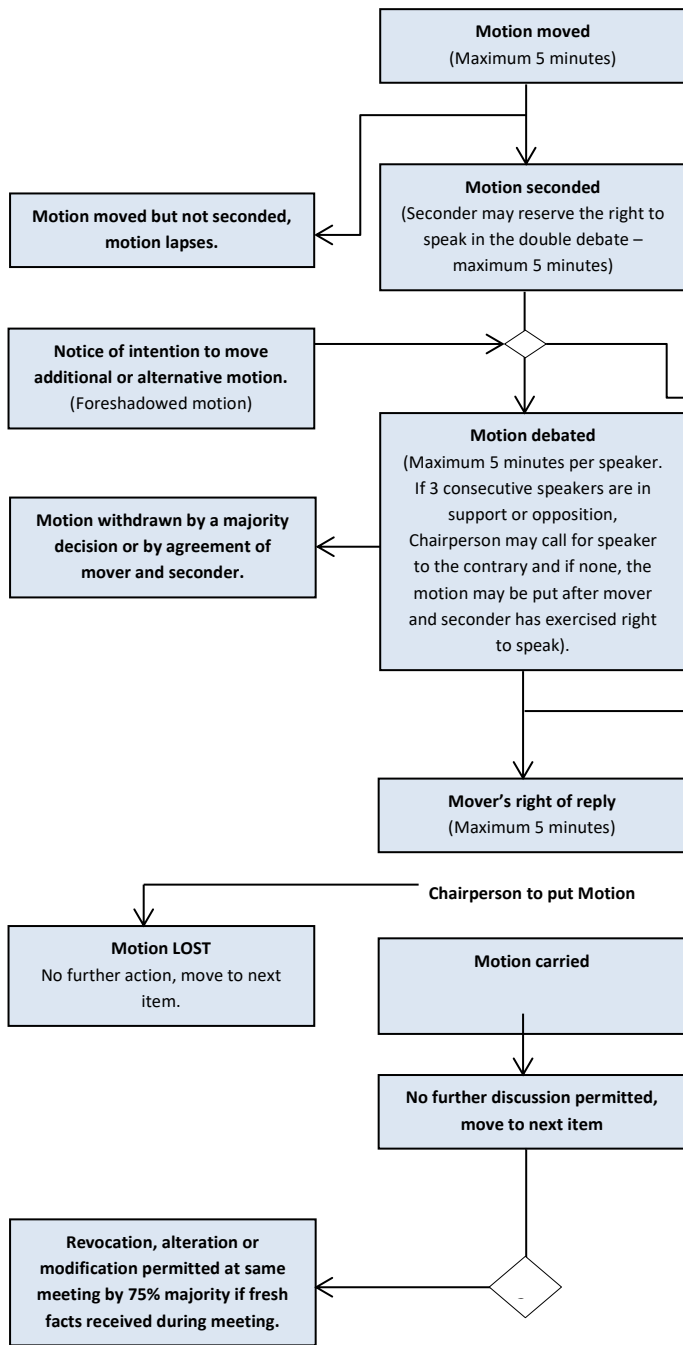 Motion moved
(Maximum 5 minutes)
Motion seconded
(Seconder may reserve the right to
speak in the double debate –
maximum 5 minutes)
Motion moved but not seconded,
motion lapses.
Notice of intention to move
additional or alternative motion.
(Foreshadowed motion)
Motion debated
(Maximum 5 minutes per speaker.
If 3 consecutive speakers are in
support or opposition,
Chairperson may call for speaker
to the contrary and if none, the
motion may be put after mover
and seconder has exercised right
to speak).
Motion withdrawn by a majority
decision or by agreement of
mover and seconder.
Mover’s right of reply
(Maximum 5 minutes)
Chairperson to put Motion
Motion LOST
No further action, move to next
item.
Motion carried
No further discussion permitted,
move to next item
Revocation, alteration or
modification permitted at same
meeting by 75% majority if fresh
facts received during meeting.